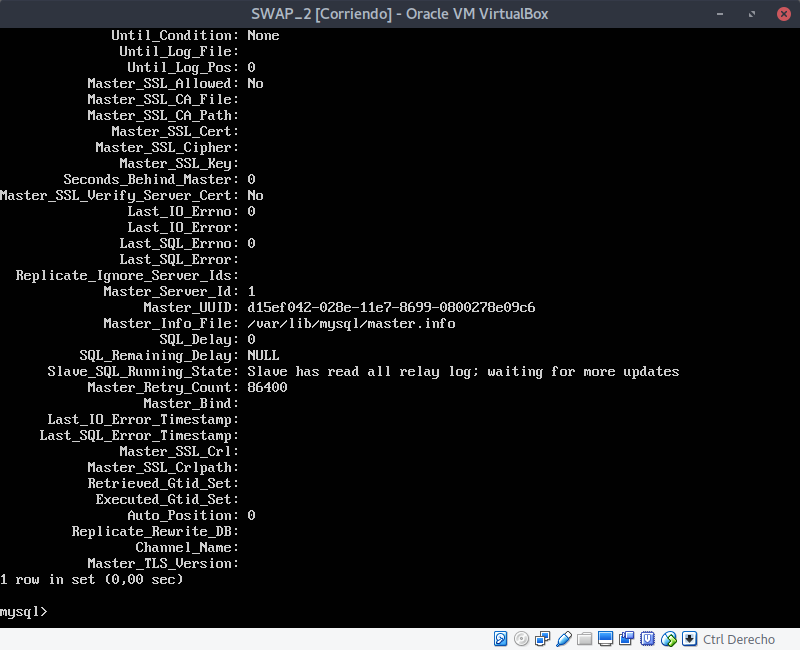 SWAP_2 [Corriendo] - Oracle VM VirtualBox
Until_Condition: None
Until_Log_File:
Until_Log_Pos: 0
Master_SSL_Allowed: No
Master_SSL_CA_File:
Master_SSL_CA_Path:
Master_SSL_Cert:
Master_SSL_Cipher:
Master_SSL_Key:
Seconds_Behind_Master: 0
Master_SSL_Verify_Server_Cert: No
Last_IO_Errno: 0
Last_IO_Error:
Last_SQL_Errno: 0
Last_SQL_Error:
Replicate_Ignore_Server_Ids:
Master_Server_Id: 1
Master_UUID: d15ef042-028e-11e7-8699-0800278e09c6
Master_Info_File: /var/lib/mysql/master.info
SQL_Delay: 0
SQL_Remaining_Delay: NULL
Slave_SQL_Running_State: Slave has read all relay log; waiting for more updates
Master_Retry_Count: 86400
Master_Bind:
Last_IO_Error_Timestamp:
Last_SQL_Error_Timestamp:
Master_SSL_Crl:
Master_SSL_Crlpath:
Retrieved_Gtid_Set:
Executed_Gtid_Set:
Auto_Position: 0
Replicate_Rewrite_DB:
Channel_Name:
Master_TLS_Version:
1 row in set (0,00 sec)
mysql>
Ctrl Derecho